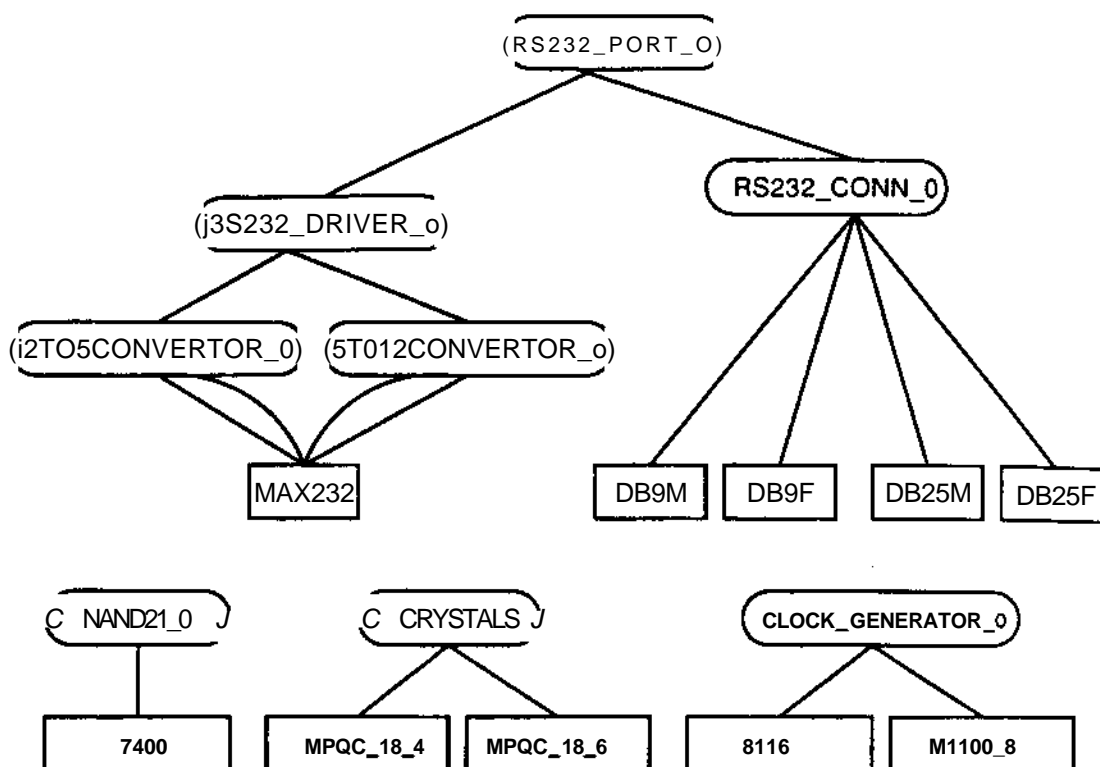 (RS232_PORT_O)
RS232_CONN_0
(j3S232_DRIVER_o)
(i2TO5CONVERTOR_0) (5T012CONVERTOR_o)
MAX232 DB9M DB9F DB25M DB25F
C NAND21_0 J C CRYSTALS J CLOCK_GENERATOR_0
7400 MPQC_18_4 MPQC_18_6 8116 M1100_8